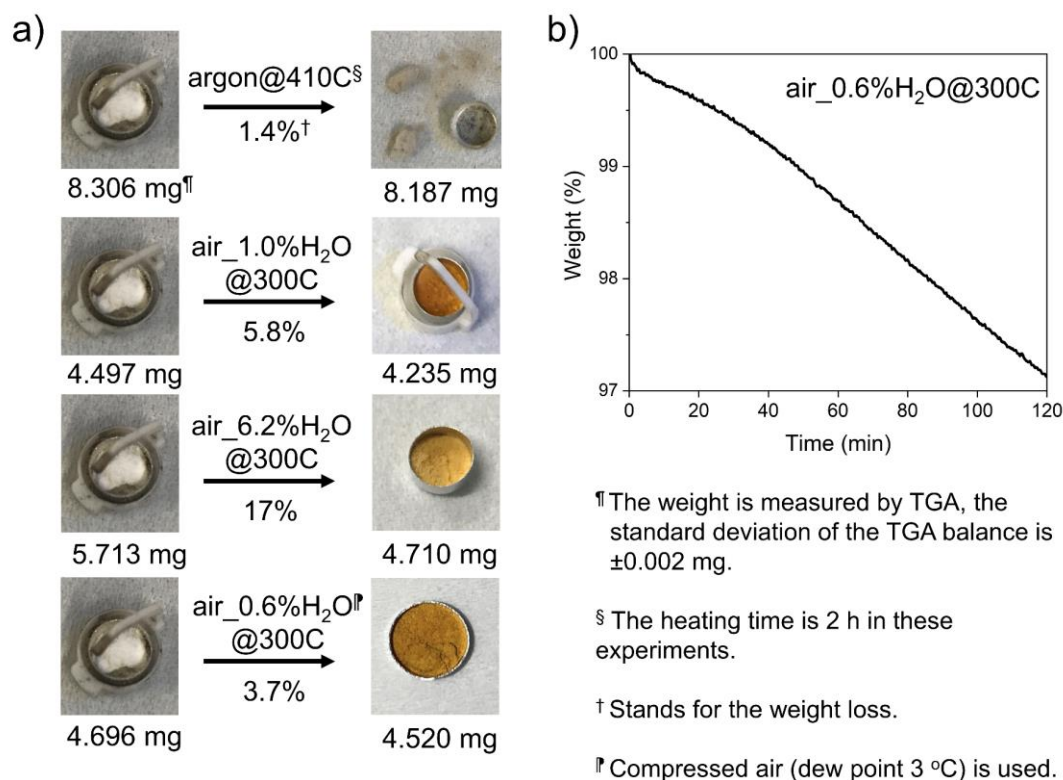 a)
argon@410C§
1.4%†
8.306 mg¶
8.187 mg
air_1.0%H₂O
@300C
5.8%
4.497 mg
4.235 mg
air_6.2%H₂O
@300C
17%
5.713 mg
4.710 mg
air_0.6%H₂O⁋
@300C
3.7%
4.696 mg
4.520 mg
b)
air_0.6%H₂O@300C
Weight (%)
100
99
98
97
0 20 40 60 80 100 120
Time (min)
¶ The weight is measured by TGA, the
standard deviation of the TGA balance is
±0.002 mg.
§ The heating time is 2 h in these
experiments.
† Stands for the weight loss.
⁋ Compressed air (dew point 3 °C) is used.